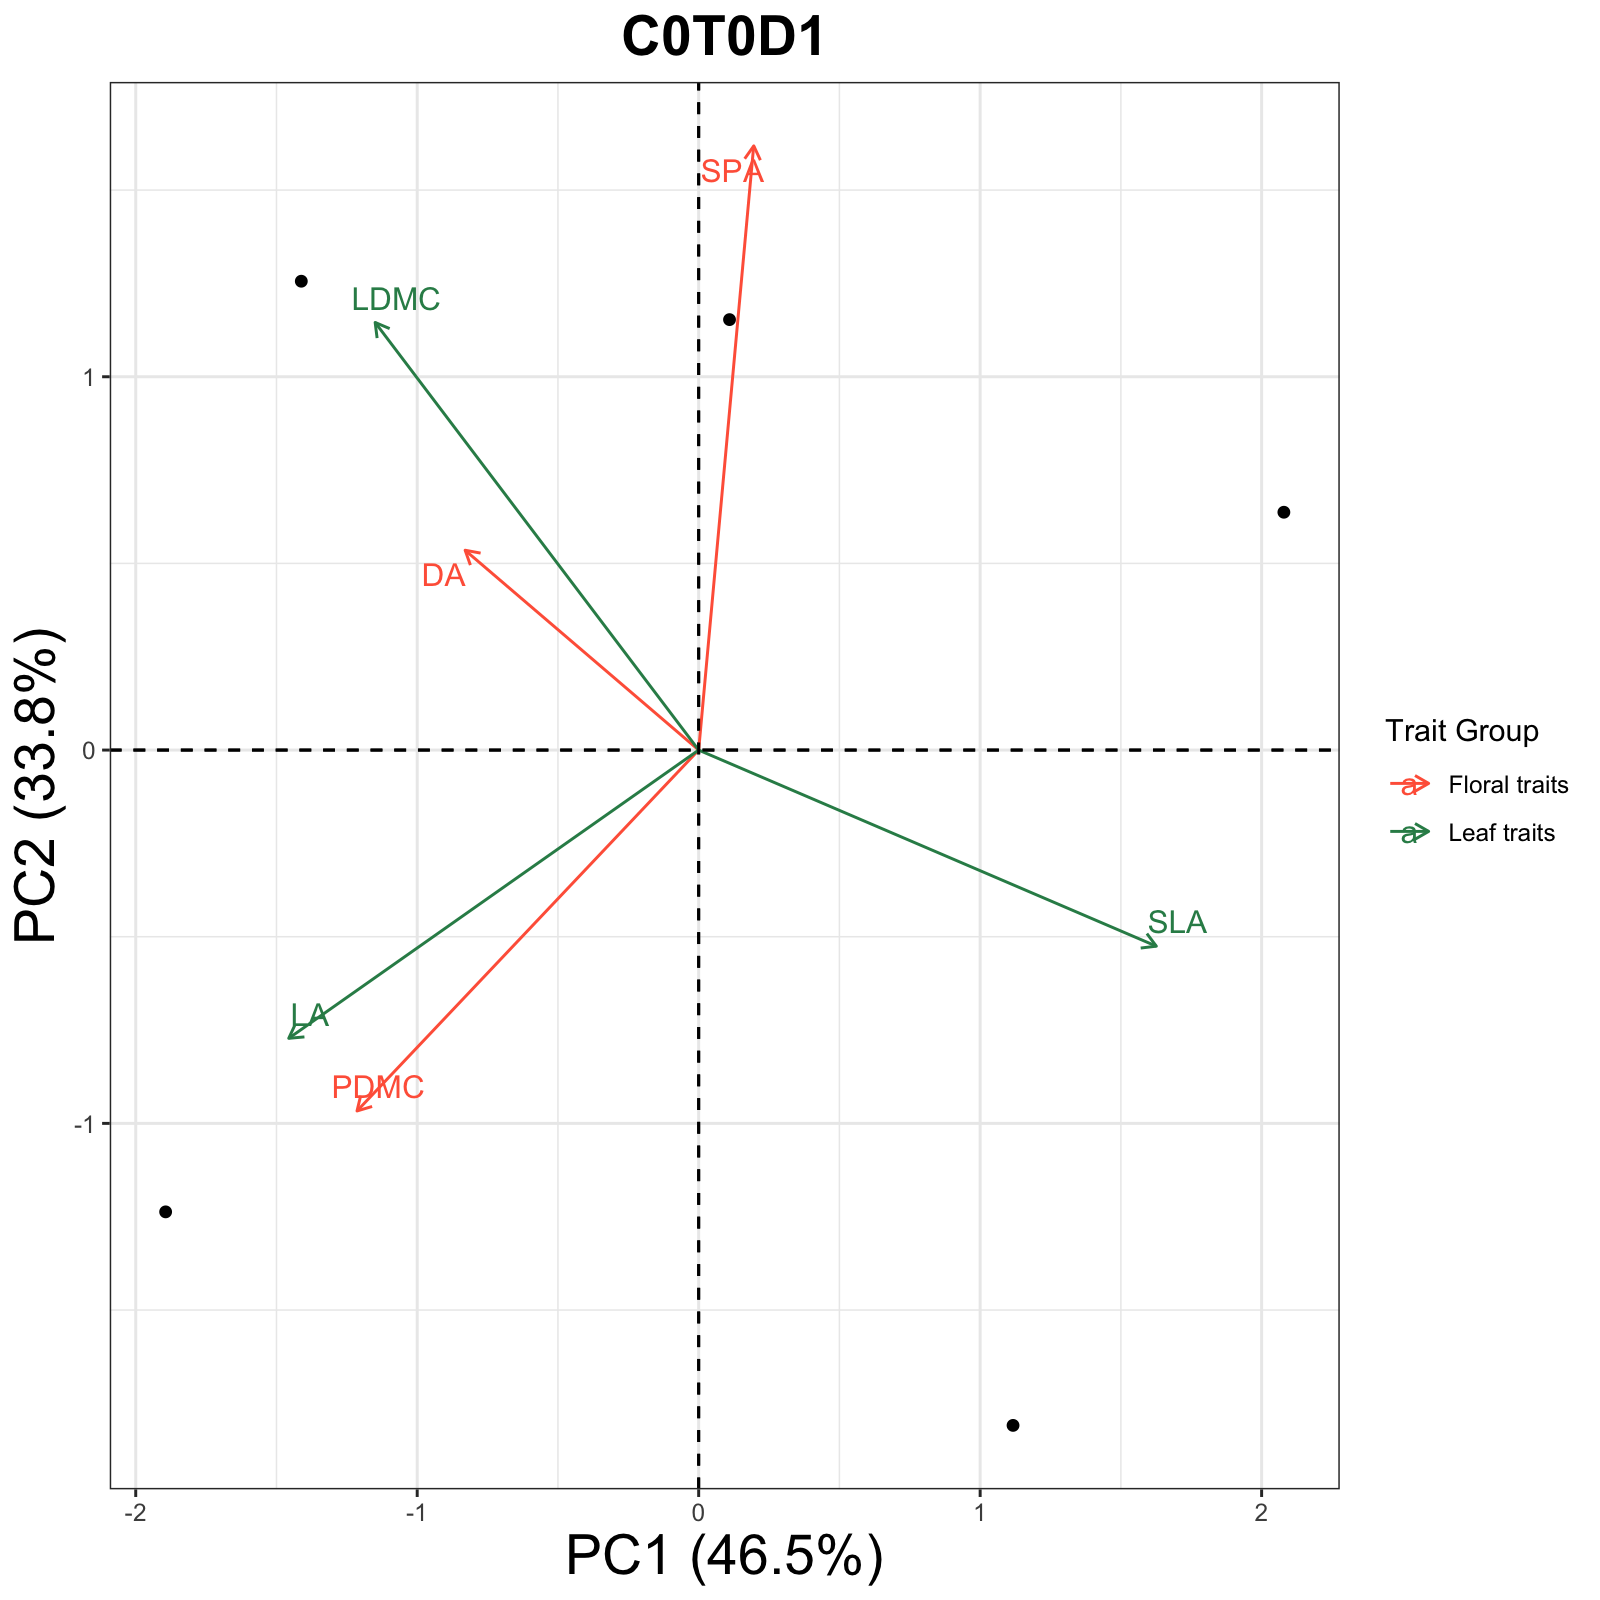 C0T0D1
SPA
LDMC
1
DA
PC2 (33.8%)
Trait Group
0
a Floral traits
a Leaf traits
SLA
LA
PDMC
-1
-2 -1 0 1 2
PC1 (46.5%)